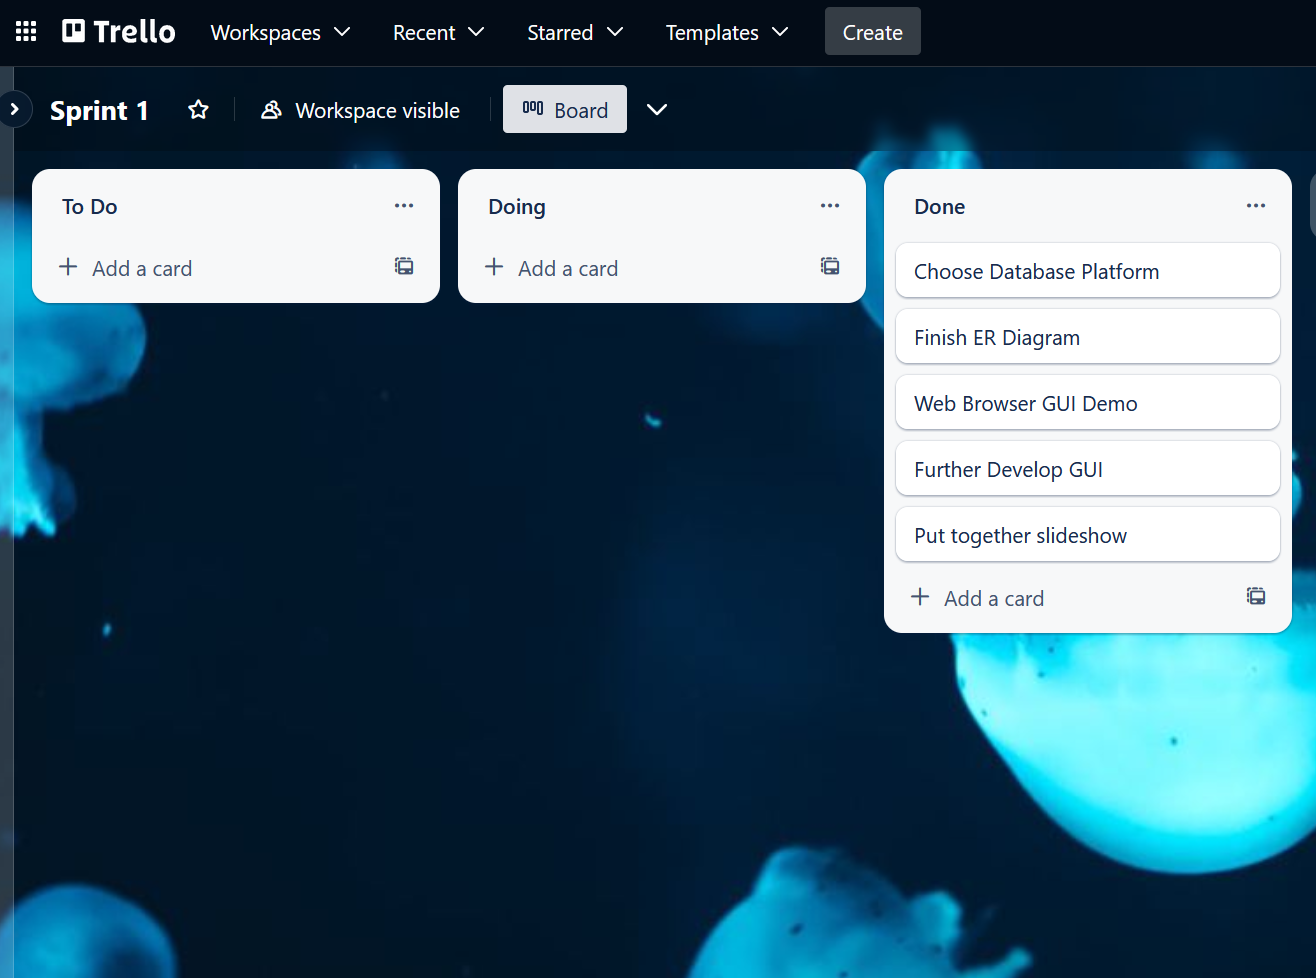 Trello Workspaces Recent Starred Templates Create
Sprint 1 Workspace visible Board
To Do
Add a card
Doing
Add a card
Done
Choose Database Platform
Finish ER Diagram
Web Browser GUI Demo
Further Develop GUI
Put together slideshow
Add a card